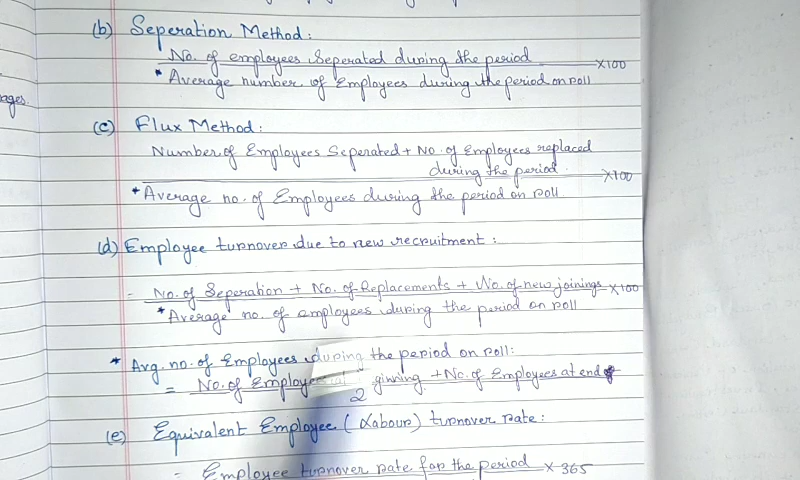 (b) Seperation Method:
No. of employees Seperated during the period ×100
* Average number of Employees during the period on roll
ages.
(c) Flux Method:
Number of Employees Seperated + No. of Employees replaced
during the period ×100
* Average no. of Employees during the period on roll
(d) Employee turnover due to new recruitment:
= No. of Seperation + No. of Replacements + No. of new joinings ×100
* Average no. of employees during the period on roll
* Avg. no. of Employees during the period on roll:
= No. of Employe ginning + No. of Employees at end
2
(e) Equivalent Employee (Labour) turnover rate:
= Employee turnover rate for the period × 365